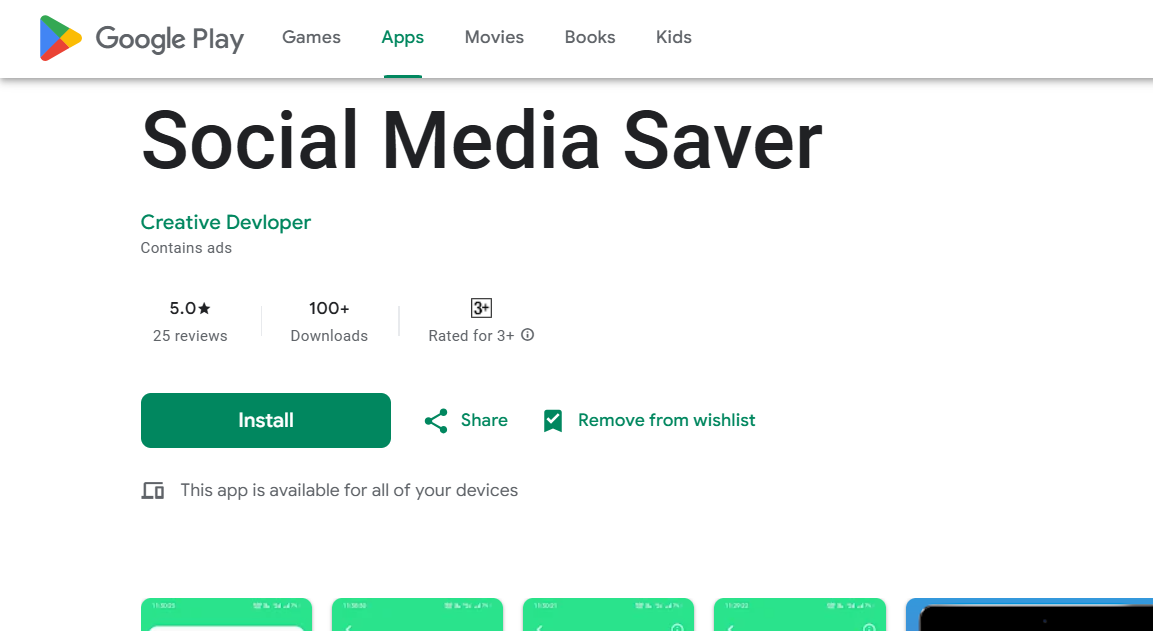 Google Play Games Apps Movies Books Kids
Social Media Saver
Creative Devloper
Contains ads
5.0★ 100+ 3+
25 reviews Downloads Rated for 3+
Install Share Remove from wishlist
This app is available for all of your devices